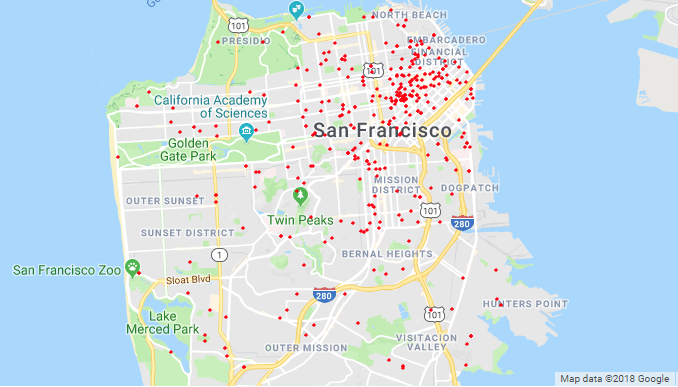 NORTH BEACH
101
PRESIDIO
EMBARCADERO
FINANCIAL
DISTRICT
101
California Academy
of Sciences
San Francisco
Golden
Gate Park
MISSION
DISTRICT
DOGPATCH
OUTER SUNSET
101
Twin Peaks
280
SUNSET DISTRICT
1
BERNAL HEIGHTS
San Francisco Zoo
Sloat Blvd
280
HUNTERS POINT
Lake
Merced Park
101
VISITACION
VALLEY
OUTER MISSION
Map data ©2018 Google